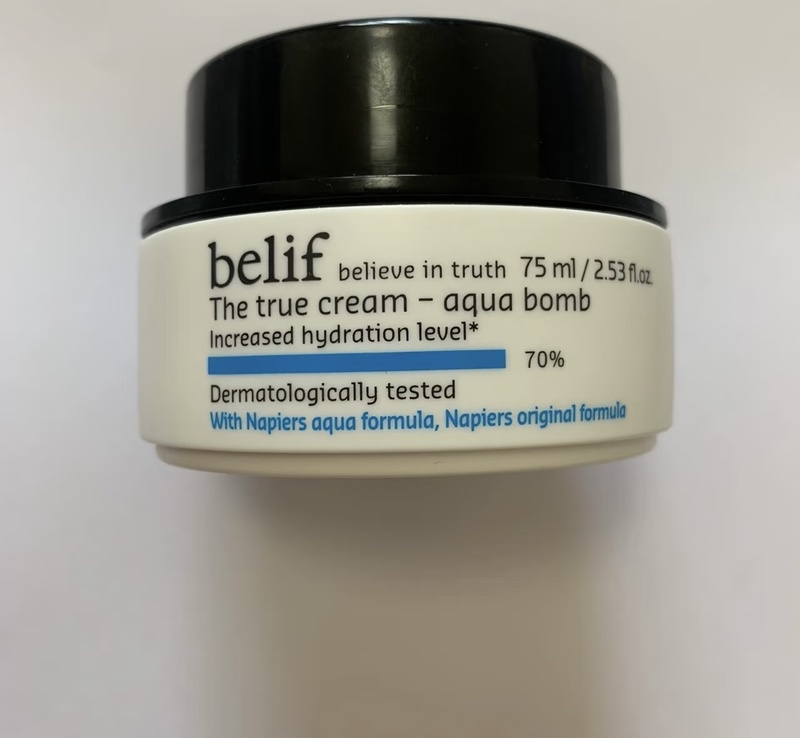 belif believe in truth 75 ml / 2.53 fl.oz.
The true cream – aqua bomb
Increased hydration level*
70%
Dermatologically tested
With Napiers aqua formula, Napiers original formula